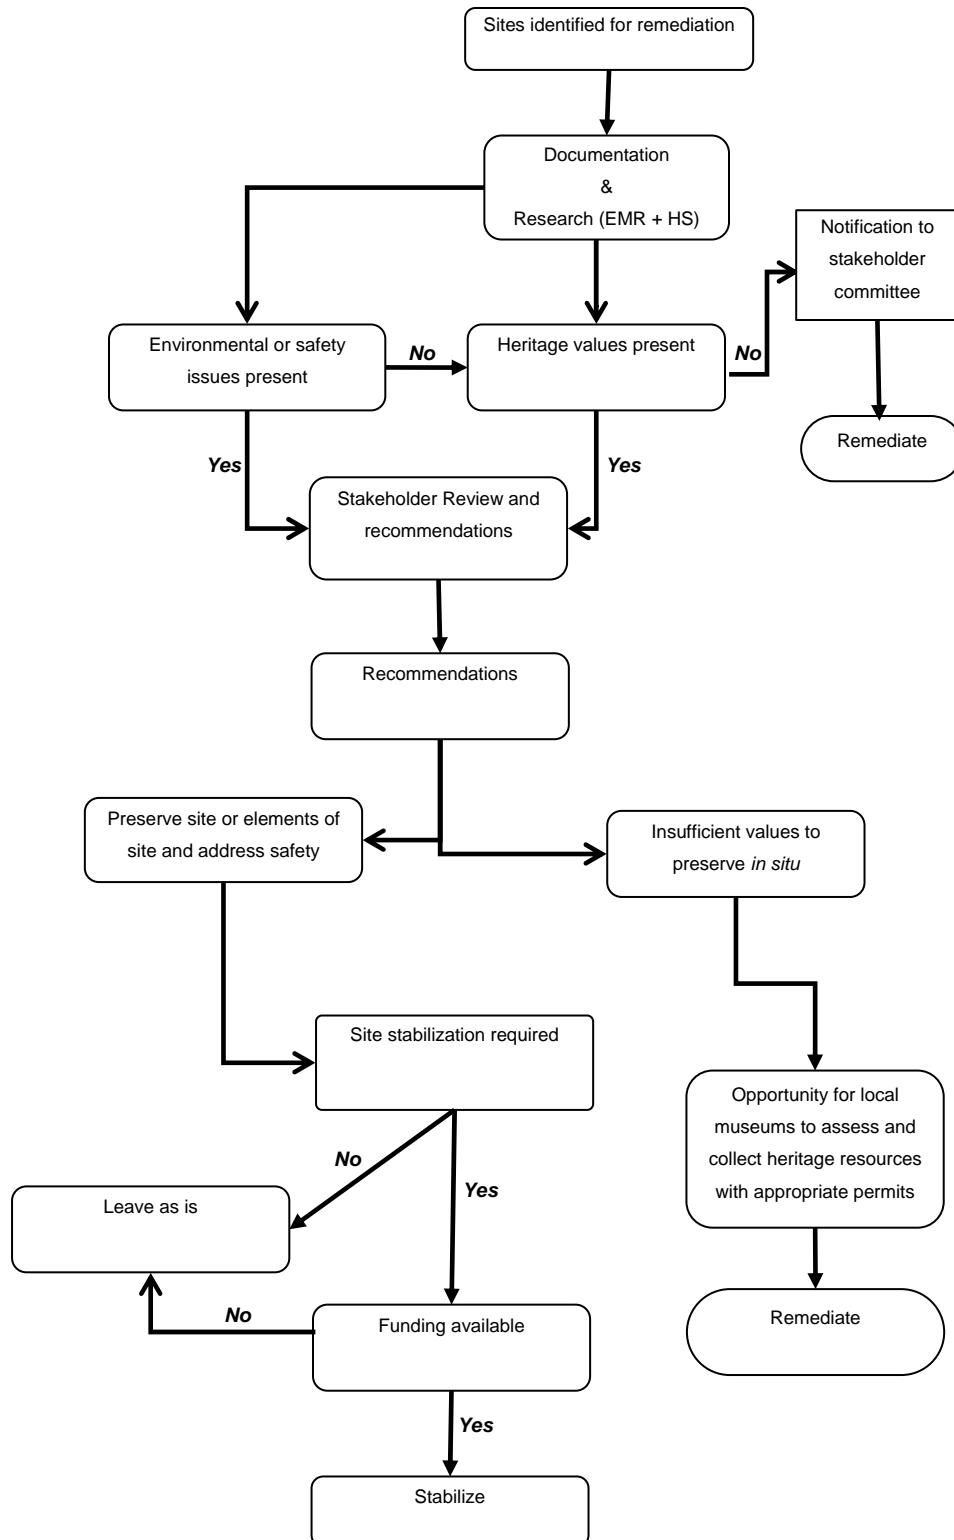 Sites identified for remediation
Documentation
&
Research (EMR + HS)
Notification to
stakeholder
committee
Environmental or safety
issues present
No
Heritage values present
No
Remediate
Yes
Yes
Stakeholder Review and
recommendations
Recommendations
Preserve site or elements of
site and address safety
Insufficient values to
preserve in situ
Site stabilization required
Opportunity for local
museums to assess and
collect heritage resources
with appropriate permits
No
Yes
Leave as is
No
Funding available
Remediate
Yes
Stabilize